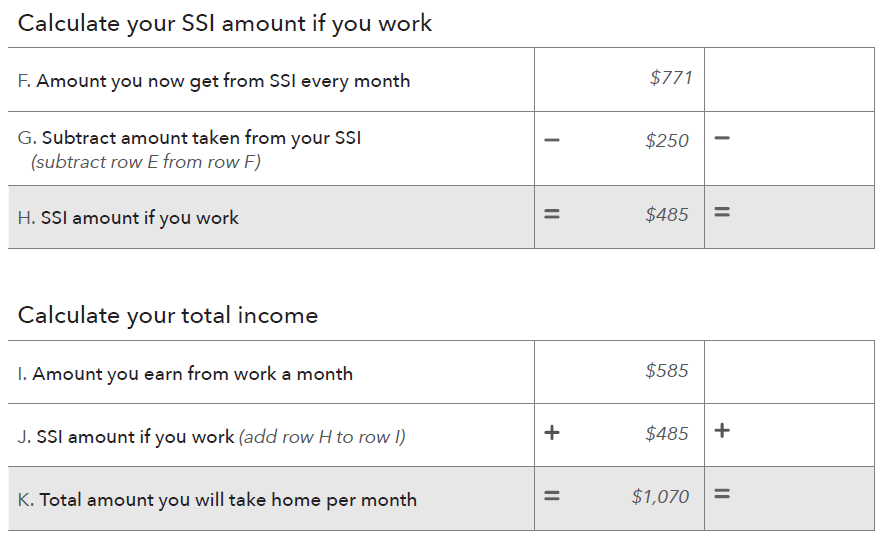 Calculate your SSI amount if you work
F. Amount you now get from SSI every month $771
G. Subtract amount taken from your SSI − $250 −
(subtract row E from row F)
H. SSI amount if you work = $485 =
Calculate your total income
I. Amount you earn from work a month $585
J. SSI amount if you work (add row H to row I) + $485 +
K. Total amount you will take home per month = $1,070 =